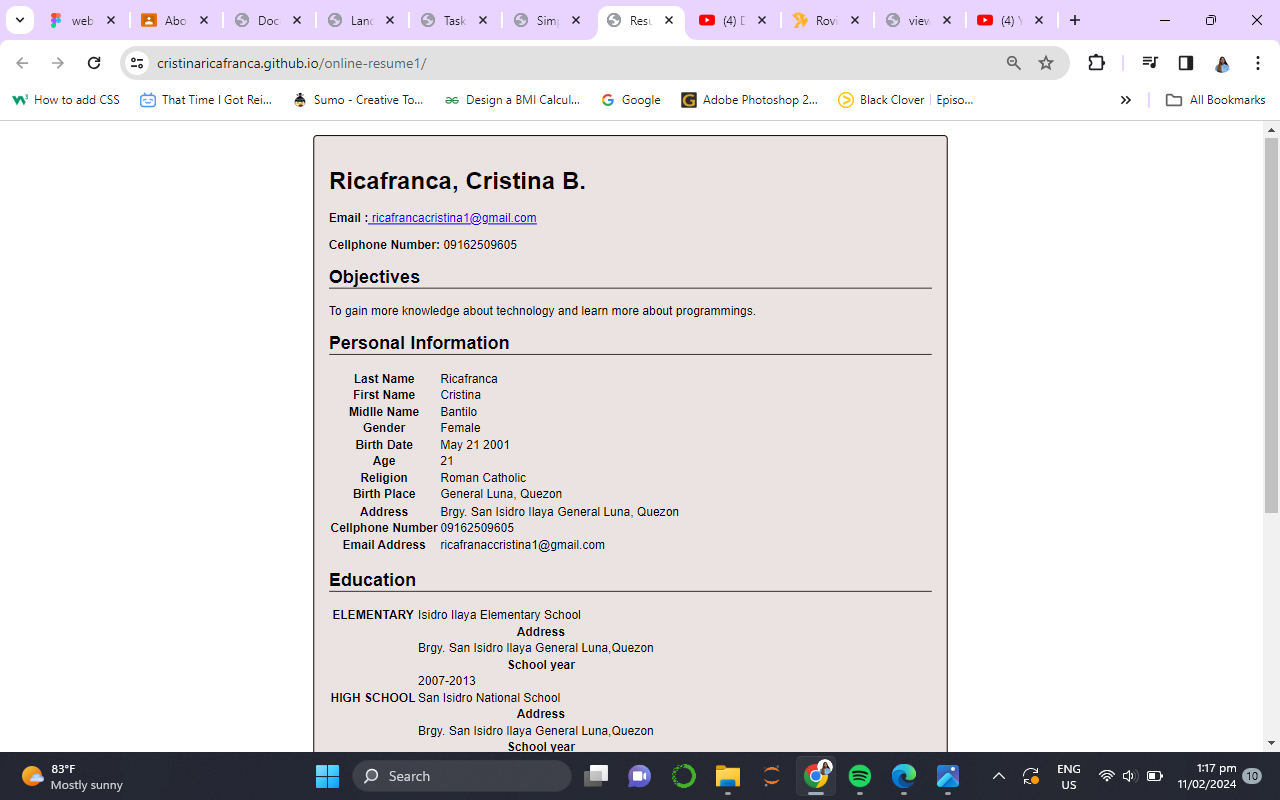 web
Abo
Doc
Lanc
Task
Simp
Resu
(4) D
Rovi
view
(4) Y
cristinaricafranca.github.io/online-resume1/
How to add CSS
That Time I Got Rei...
Sumo - Creative To...
Design a BMI Calcul...
Google
Adobe Photoshop 2...
Black Clover | Episo...
All Bookmarks
Ricafranca, Cristina B.
Email : ricafrancacristina1@gmail.com
Cellphone Number: 09162509605
Objectives
To gain more knowledge about technology and learn more about programmings.
Personal Information
Last Name Ricafranca
First Name Cristina
Midlle Name Bantilo
Gender Female
Birth Date May 21 2001
Age 21
Religion Roman Catholic
Birth Place General Luna, Quezon
Address Brgy. San Isidro Ilaya General Luna, Quezon
Cellphone Number 09162509605
Email Address ricafranaccristina1@gmail.com
Education
ELEMENTARY Isidro Ilaya Elementary School
Address
Brgy. San Isidro Ilaya General Luna,Quezon
School year
2007-2013
HIGH SCHOOL San Isidro National School
Address
Brgy. San Isidro Ilaya General Luna,Quezon
School year
83°F
Mostly sunny
Search
ENG
US
1:17 pm
11/02/2024
10